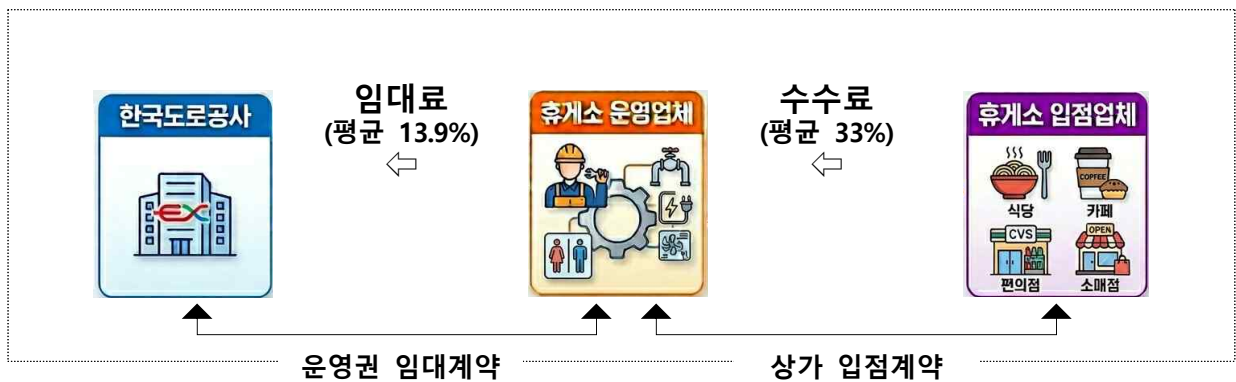 한국도로공사
ex
임대료
(평균 13.9%)
휴게소 운영업체
수수료
(평균 33%)
휴게소 입점업체
COFFEE
식당
카페
CVS
OPEN
편의점
소매점
운영권 임대계약
상가 입점계약